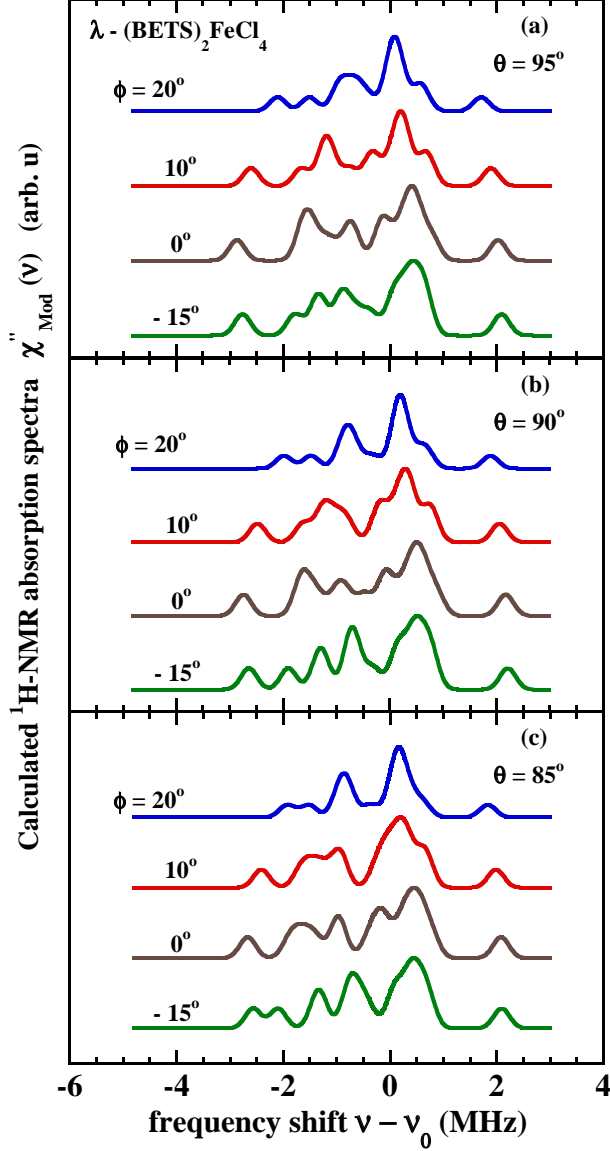 λ - (BETS)₂FeCl₄
(a)
θ = 95°
ϕ = 20°
10°
0°
- 15°
(b)
θ = 90°
ϕ = 20°
10°
0°
- 15°
(c)
θ = 85°
ϕ = 20°
10°
0°
- 15°
-6 -4 -2 0 2 4
frequency shift ν − ν₀ (MHz)
Calculated ¹H-NMR absorption spectra χ''Mod (ν) (arb. u)